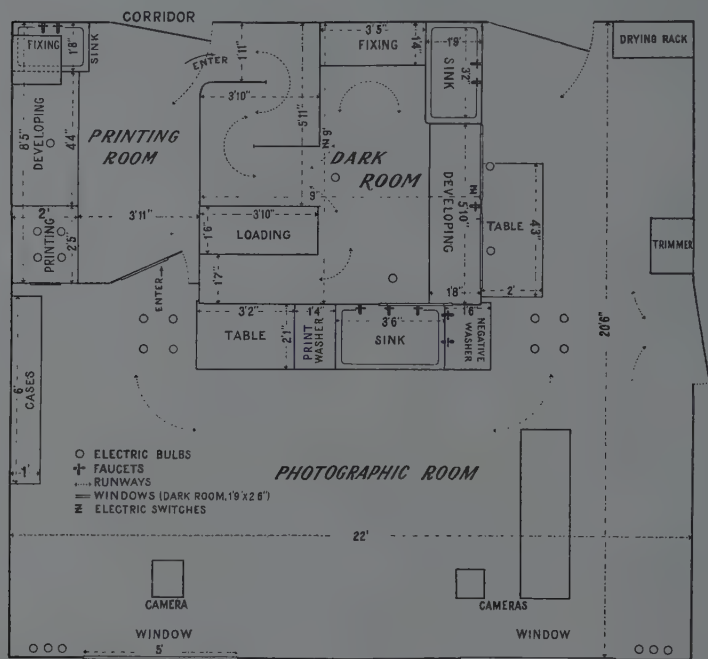 CORRIDOR
FIXING
1'8"
SINK
ENTER
1'11"
3'5"
FIXING
1'4"
1'9"
SINK
3'2"
DRYING RACK
8'5"
DEVELOPING
4'4"
PRINTING
ROOM
3'10"
5'11"
9'
DARK
ROOM
9'
DEVELOPING
5'10"
TABLE
4'3"
2'
3'11"
3'10"
1'6"
LOADING
PRINTING
2'5"
1'7"
1'8"
2'
TRIMMER
ENTER
3'2"
TABLE
2'1"
1'4"
PRINT
WASHER
3'6"
SINK
1'6"
NEGATIVE
WASHER
20'6"
6'
CASES
1'
ELECTRIC BULBS
FAUCETS
RUNWAYS
WINDOWS (DARK ROOM, 1'9"X2'6")
ELECTRIC SWITCHES
PHOTOGRAPHIC ROOM
22'
CAMERA
CAMERAS
WINDOW
WINDOW
5'